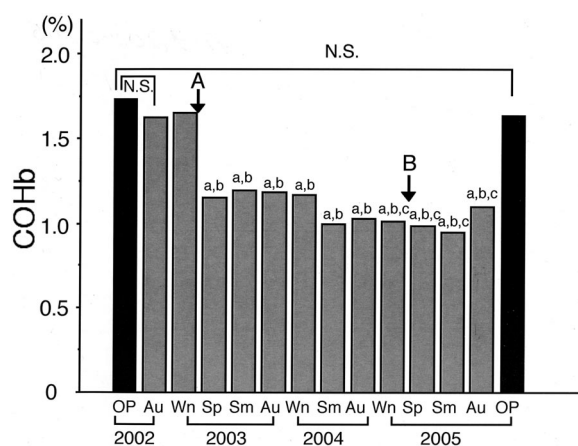 (%)
N.S.
2.0
N.S.
A
1.5
B
a,b
a,b
a,b
a,b
a,b
a,b
a,b,c
a,b,c
a,b,c
a,b,c
COHb
1.0
0.5
0
OP Au Wn Sp Sm Au Wn Sm Au Wn Sp Sm Au OP
2002 2003 2004 2005